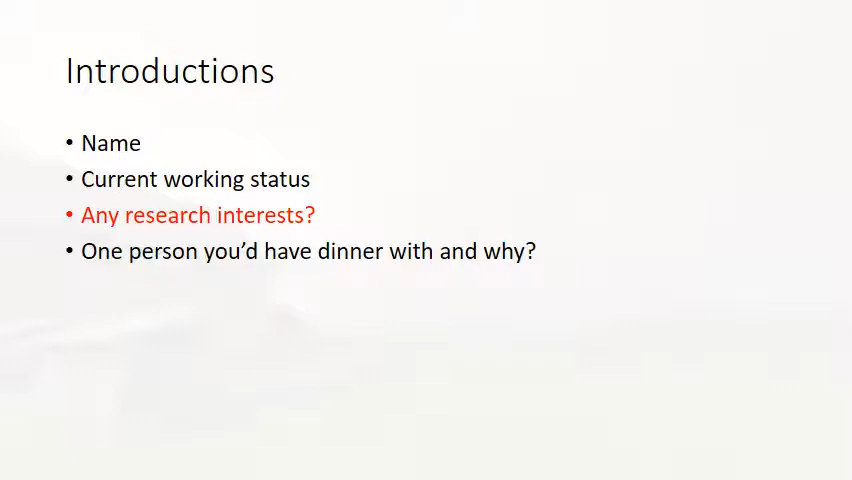 Introductions
• Name
• Current working status
• Any research interests?
• One person you’d have dinner with and why?